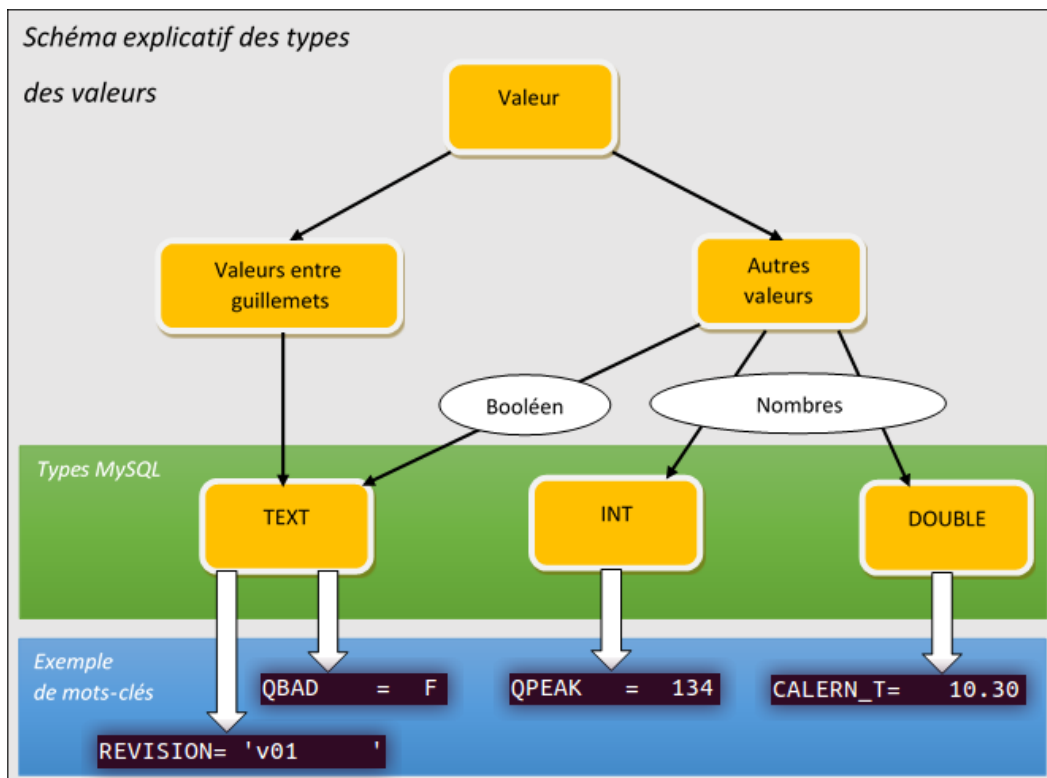 Schéma explicatif des types
des valeurs
Valeur
Valeurs entre
guillemets
Autres
valeurs
Booléen
Nombres
Types MySQL
TEXT
INT
DOUBLE
Exemple
de mots-clés
QBAD    =  F
QPEAK   =  134
CALERN_T=   10.30
REVISION= 'v01     '